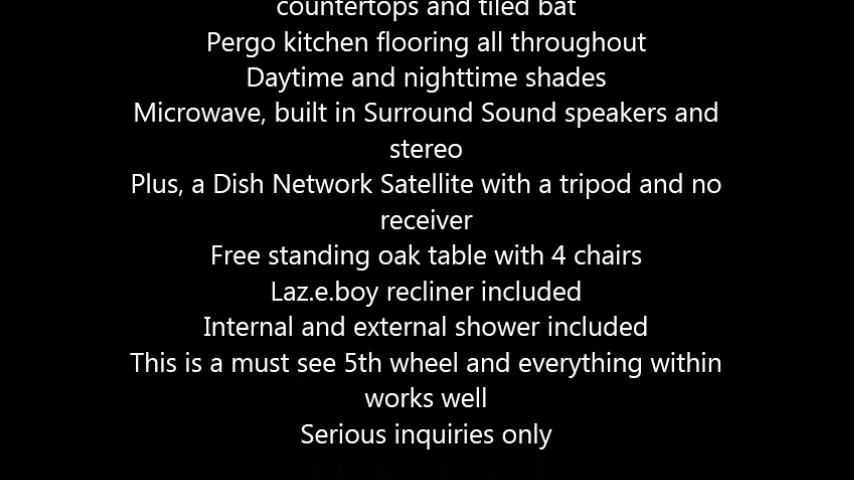 countertops and tiled bat
Pergo kitchen flooring all throughout
Daytime and nighttime shades
Microwave, built in Surround Sound speakers and
stereo
Plus, a Dish Network Satellite with a tripod and no
receiver
Free standing oak table with 4 chairs
Laz.e.boy recliner included
Internal and external shower included
This is a must see 5th wheel and everything within
works well
Serious inquiries only